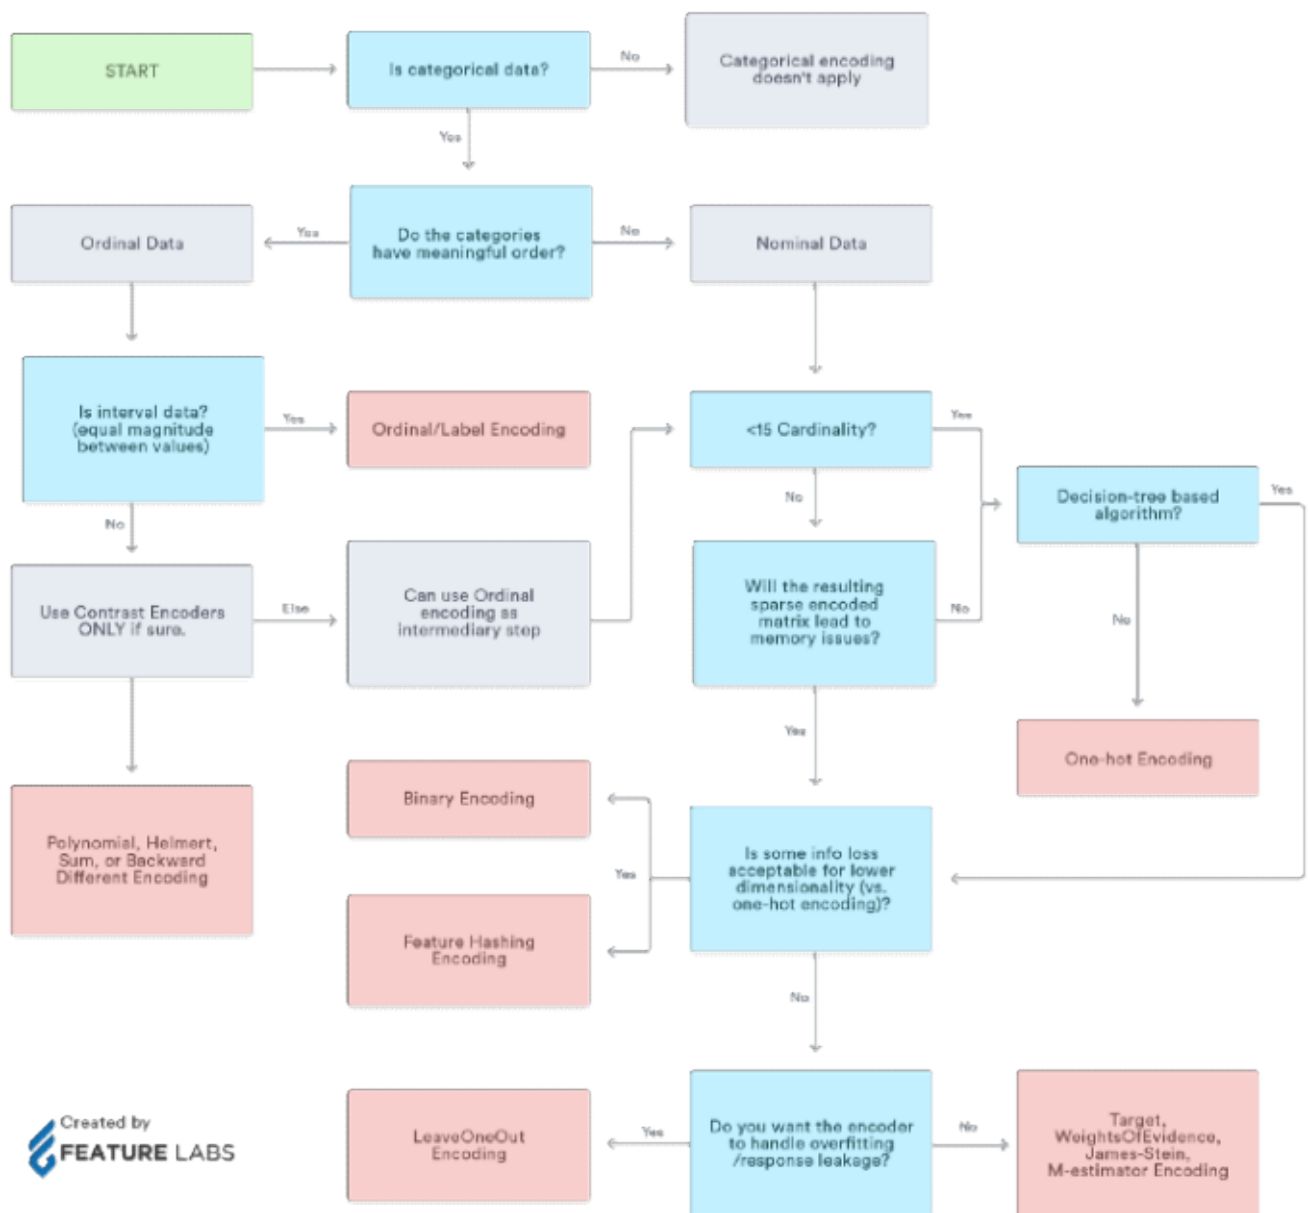 START
Is categorical data?
No
Categorical encoding
doesn't apply
Yes
Ordinal Data
Yes
Do the categories
have meaningful order?
No
Nominal Data
Is interval data?
(equal magnitude
between values)
Yes
Ordinal/Label Encoding
<15 Cardinality?
Yes
No
No
Decision-tree based
algorithm?
Yes
Use Contrast Encoders
ONLY if sure.
Else
Can use Ordinal
encoding as
intermediary step
Will the resulting
sparse encoded
matrix lead to
memory issues?
No
No
Yes
One-hot Encoding
Polynomial, Helmert,
Sum, or Backward
Different Encoding
Binary Encoding
Yes
Feature Hashing
Encoding
Is some info loss
acceptable for lower
dimensionality (vs.
one-hot encoding)?
No
Created by
FEATURE LABS
LeaveOneOut
Encoding
Yes
Do you want the encoder
to handle overfitting
/response leakage?
No
Target,
WeightsOfEvidence,
James-Stein,
M-estimator Encoding